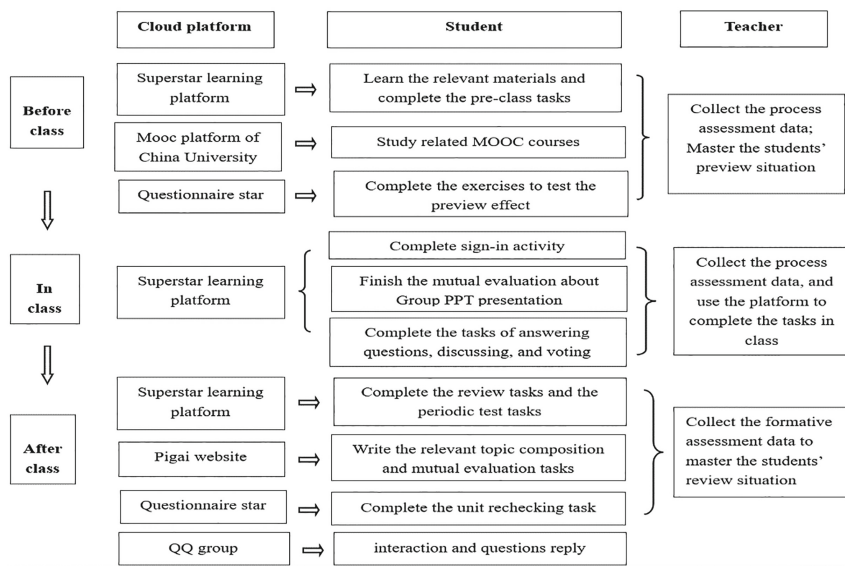 Cloud platform
Student
Teacher
Before
class
Superstar learning
platform
Learn the relevant materials and
complete the pre-class tasks
Mooc platform of
China University
Study related MOOC courses
Questionnaire star
Complete the exercises to test the
preview effect
Collect the process
assessment data;
Master the students’
preview situation
In
class
Superstar learning
platform
Complete sign-in activity
Finish the mutual evaluation about
Group PPT presentation
Complete the tasks of answering
questions, discussing, and voting
Collect the process
assessment data, and
use the platform to
complete the tasks in
class
After
class
Superstar learning
platform
Complete the review tasks and the
periodic test tasks
Pigai website
Write the relevant topic composition
and mutual evaluation tasks
Questionnaire star
Complete the unit rechecking task
QQ group
interaction and questions reply
Collect the formative
assessment data to
master the students’
review situation